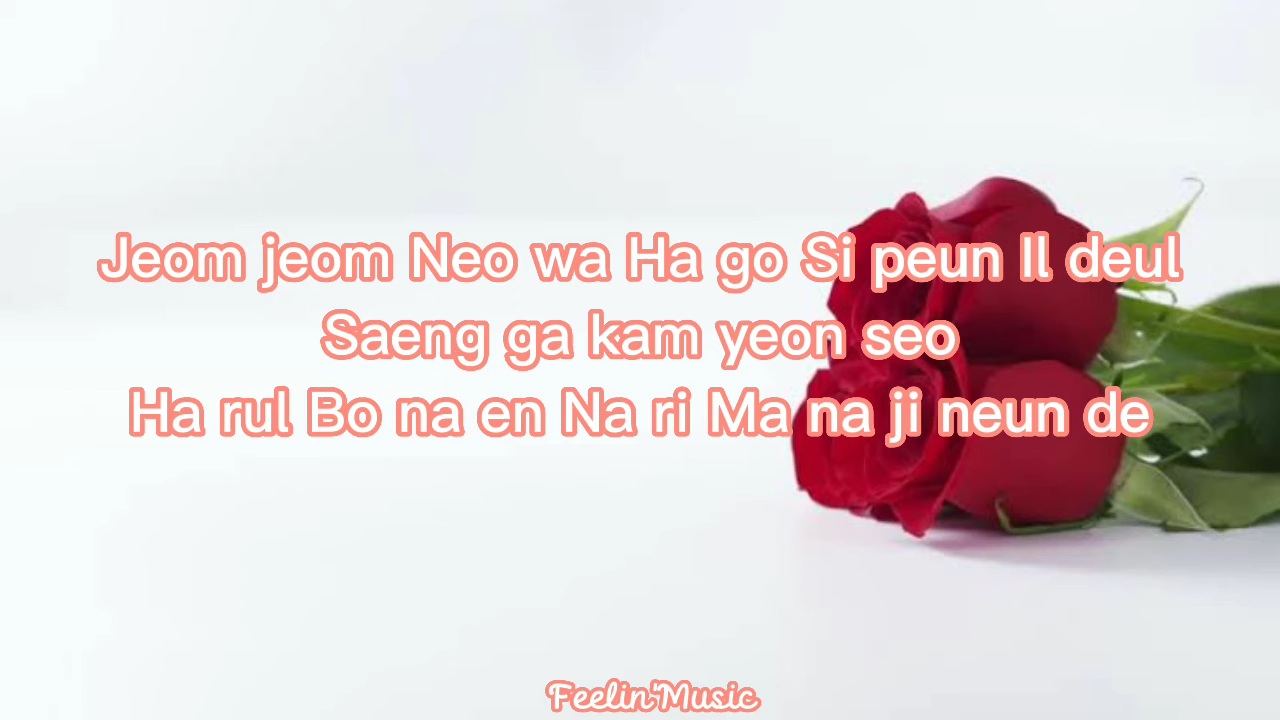 Jeom jeom Neo wa Ha go Si peun Il deul
Saeng ga kam yeon seo
Ha rul Bo na en Na ri Ma na ji neun de
Feelin'Music